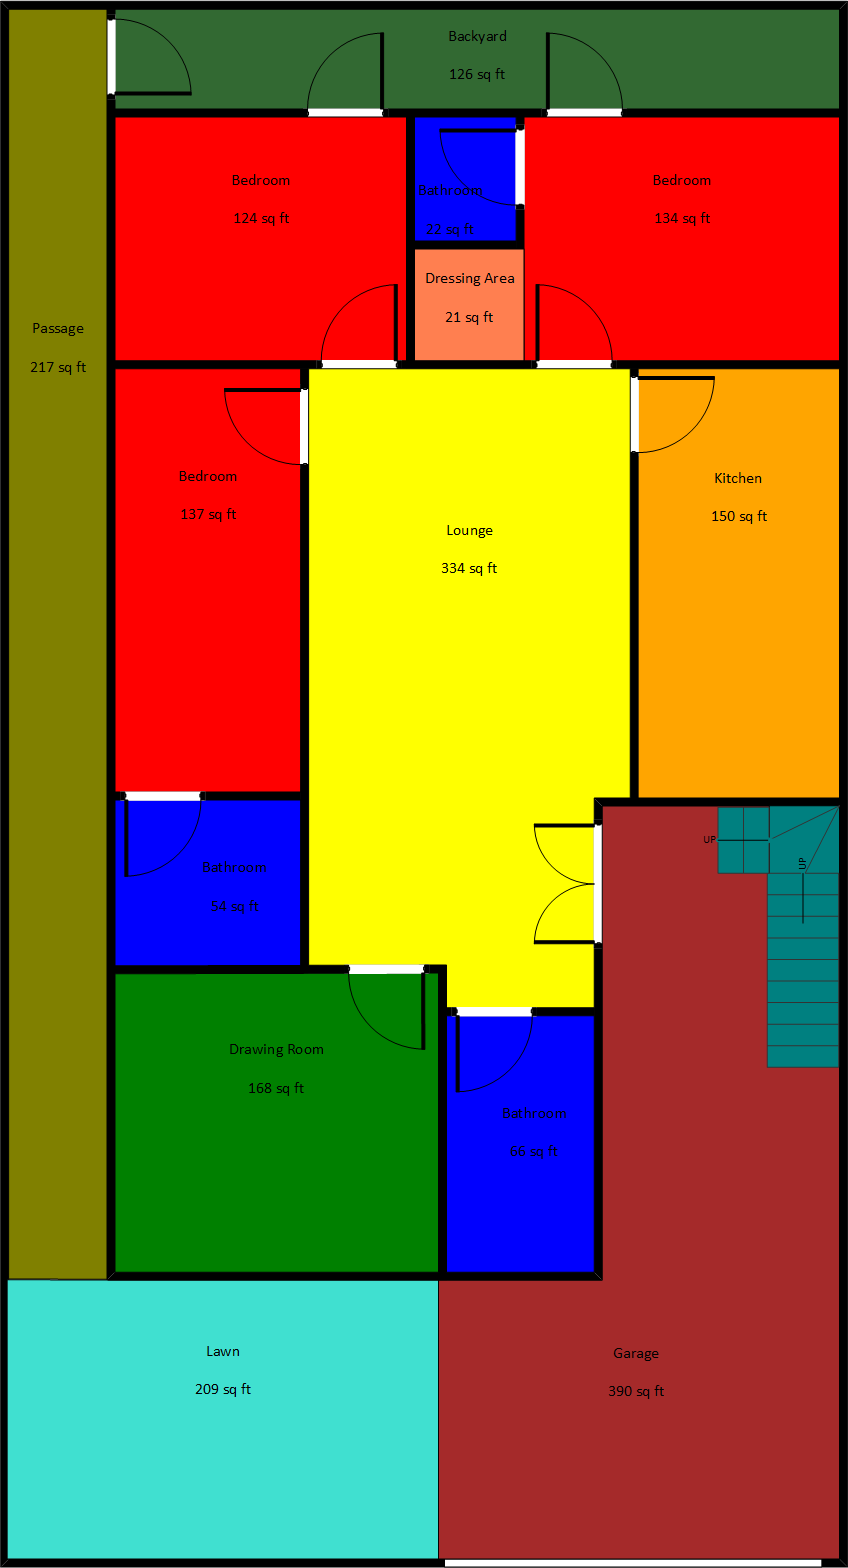 Backyard
126 sq ft
Bedroom
124 sq ft
Bathroom
22 sq ft
Bedroom
134 sq ft
Dressing Area
21 sq ft
Passage
217 sq ft
Bedroom
137 sq ft
Lounge
334 sq ft
Kitchen
150 sq ft
UP
UP
Bathroom
54 sq ft
Drawing Room
168 sq ft
Bathroom
66 sq ft
Lawn
209 sq ft
Garage
390 sq ft